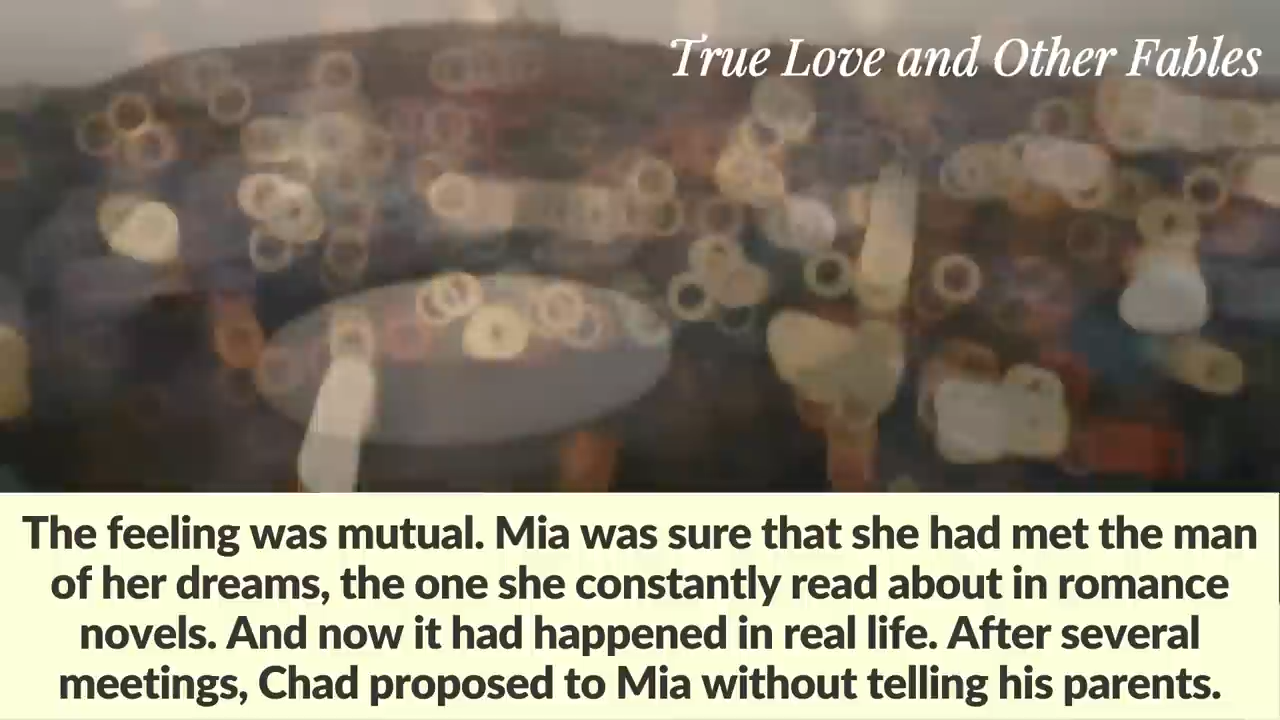 True Love and Other Fables
The feeling was mutual. Mia was sure that she had met the man
of her dreams, the one she constantly read about in romance
novels. And now it had happened in real life. After several
meetings, Chad proposed to Mia without telling his parents.